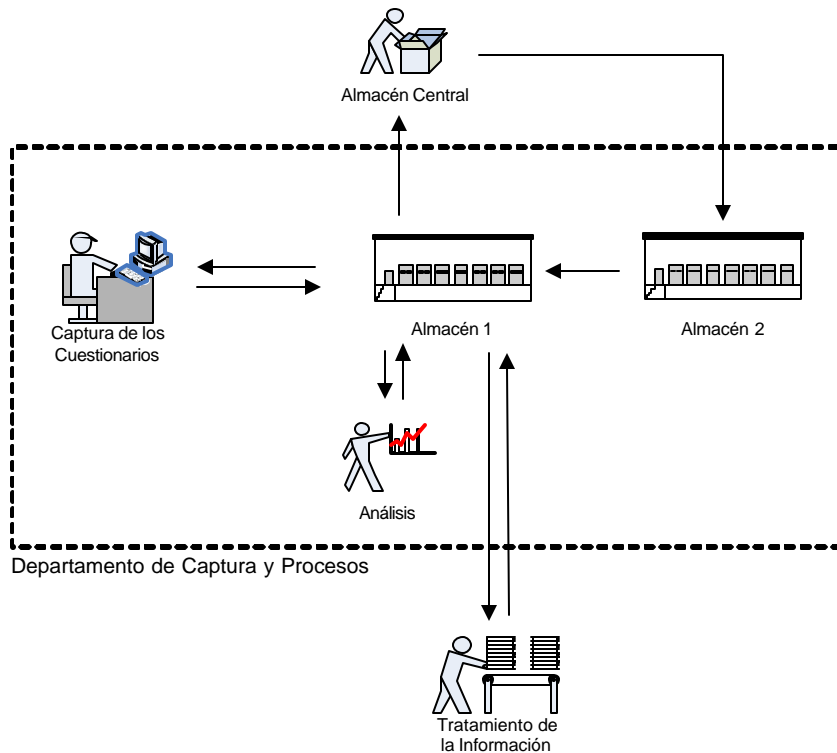 Almacén Central
Captura de los
Cuestionarios
Almacén 1
Almacén 2
Análisis
Departamento de Captura y Procesos
Tratamiento de
la Información